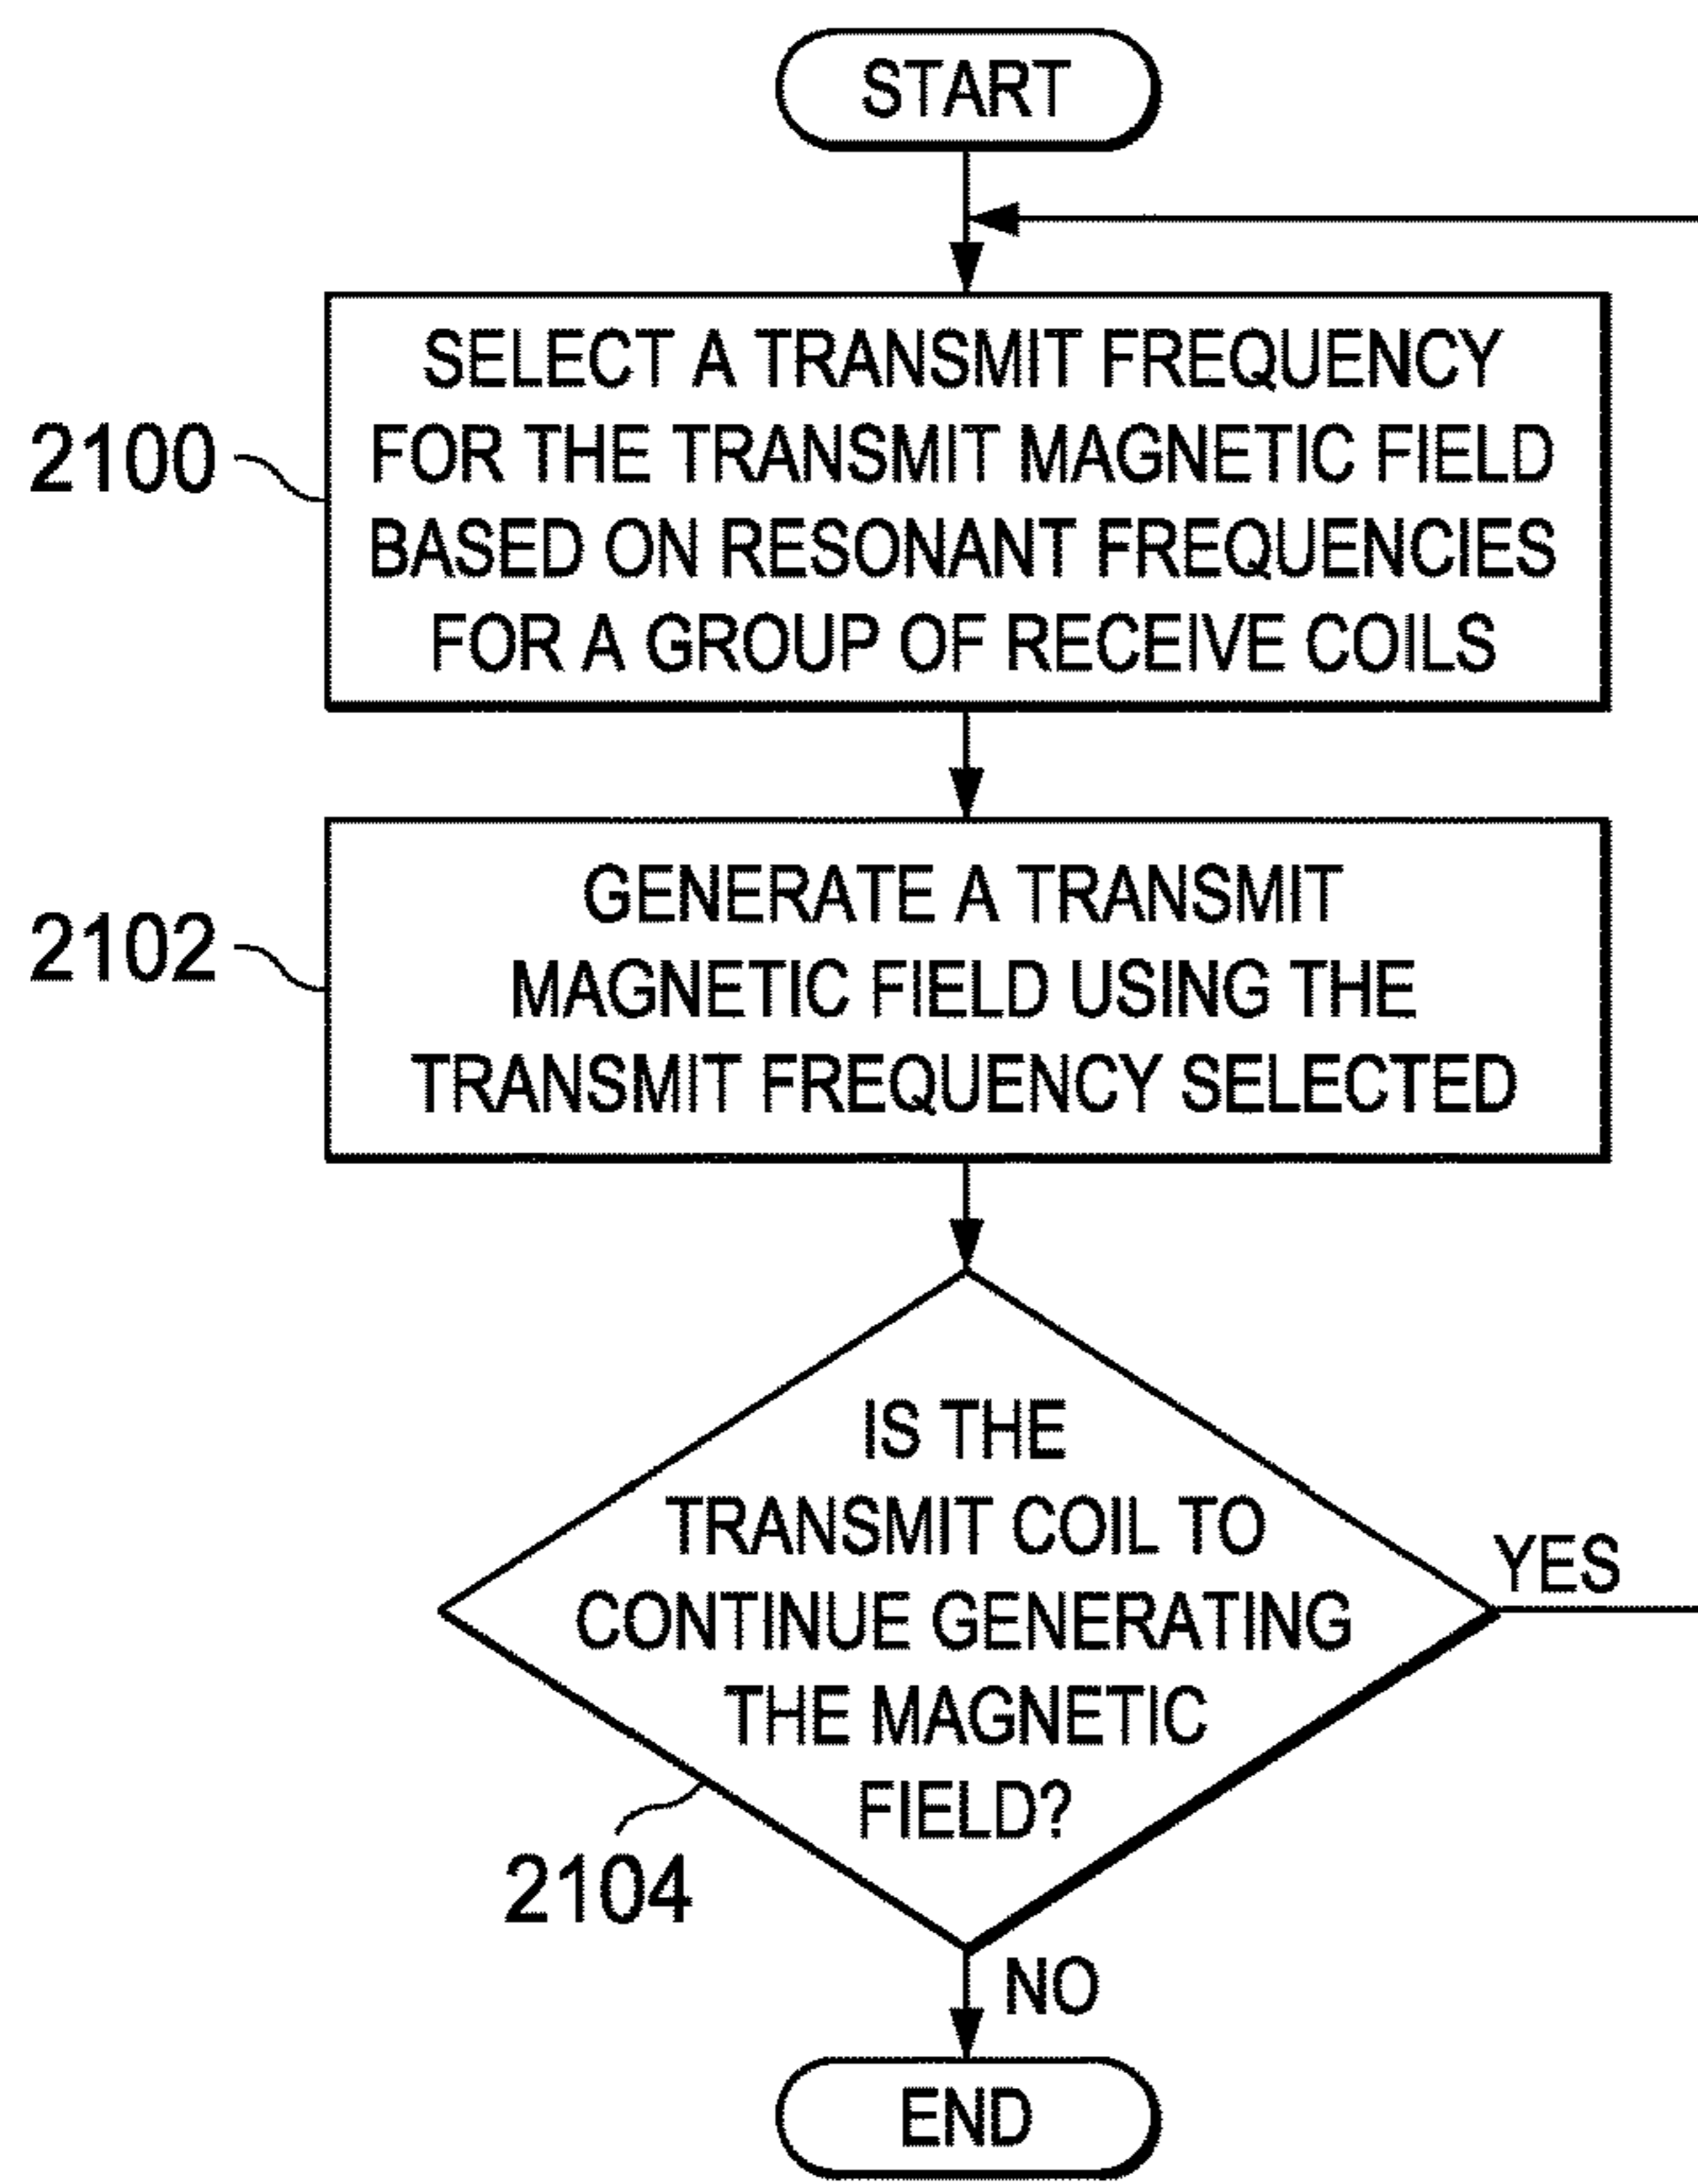 START
SELECT A TRANSMIT FREQUENCY
FOR THE TRANSMIT MAGNETIC FIELD
BASED ON RESONANT FREQUENCIES
FOR A GROUP OF RECEIVE COILS
2100
GENERATE A TRANSMIT
MAGNETIC FIELD USING THE
TRANSMIT FREQUENCY SELECTED
2102
IS THE
TRANSMIT COIL TO
CONTINUE GENERATING
THE MAGNETIC
FIELD?
YES
2104
NO
END